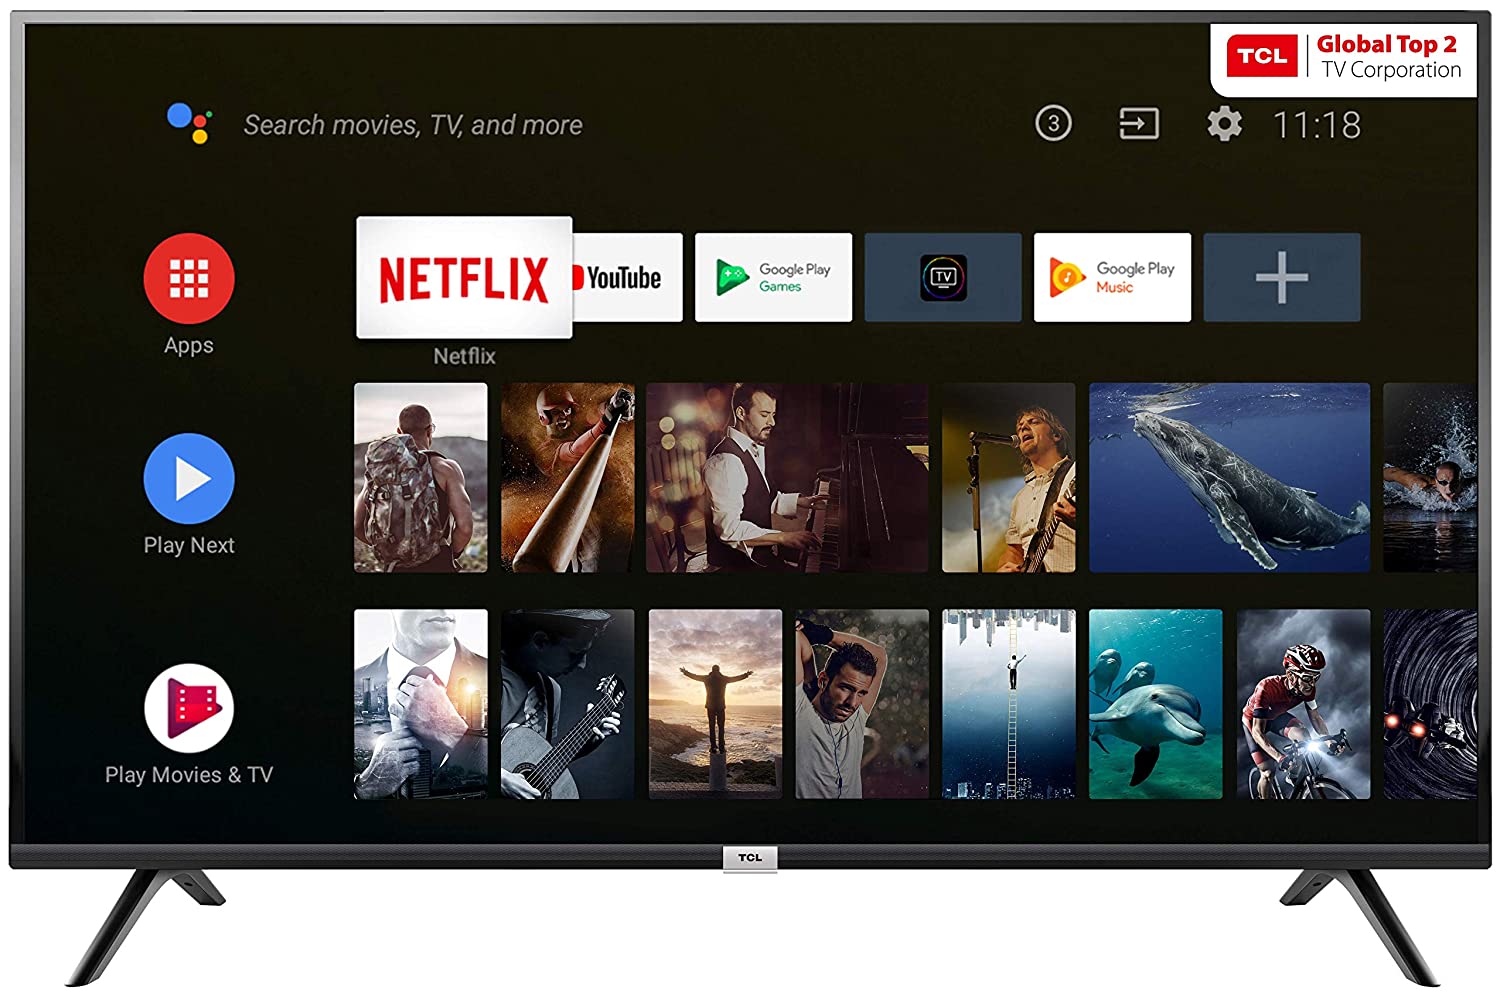 TCL
Global Top 2
TV Corporation
Search movies, TV, and more
3
11:18
NETFLIX
YouTube
Google Play
Games
TV
Google Play
Music
Apps
Netflix
Play Next
Play Movies & TV
TCL